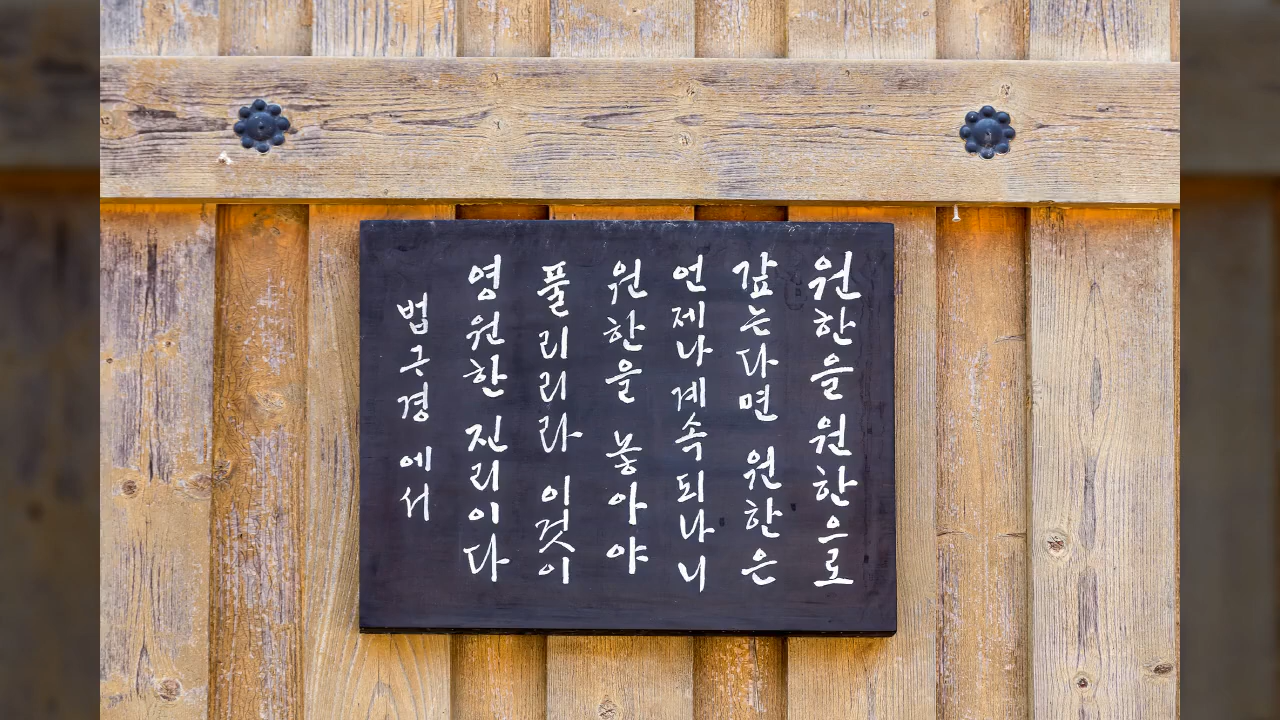 원한을 원한으로
갚는다면 원한은
언제나 계속되나니
원한을 놓아야
풀리리라 이것이
영원한 진리이다
법구경에서